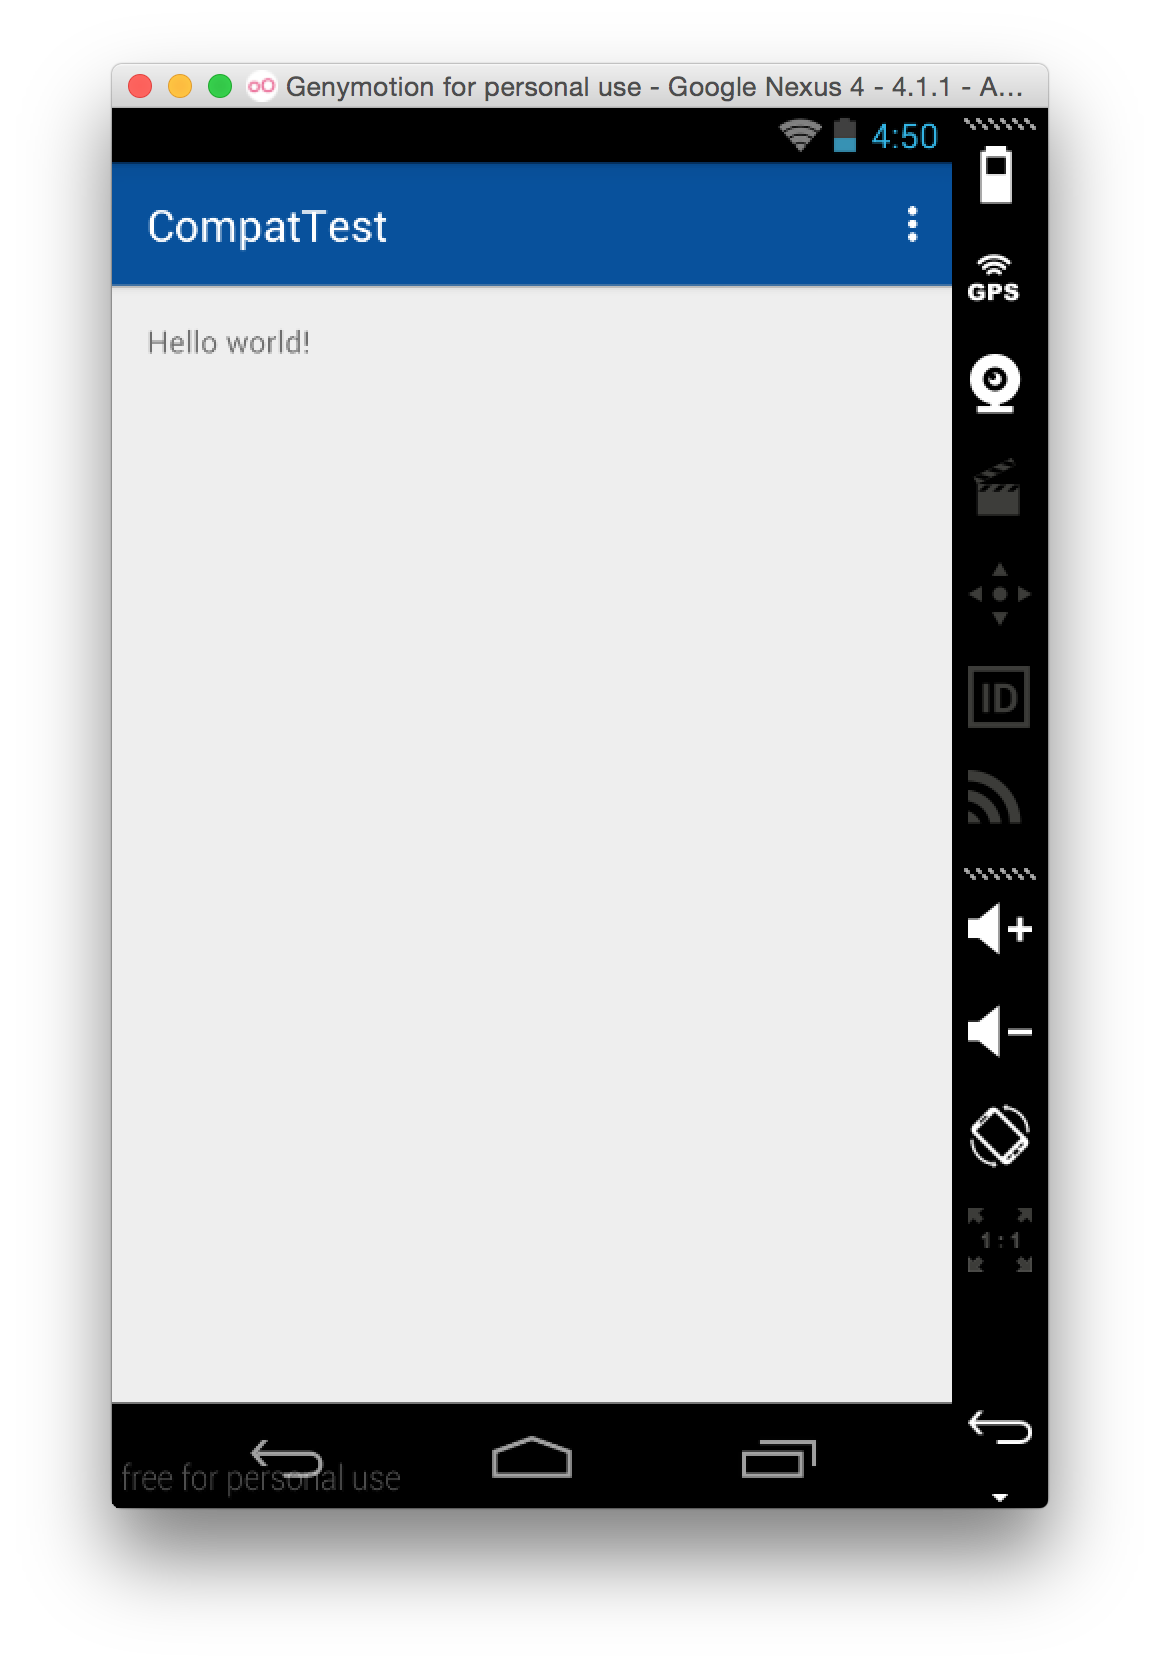 Genymotion for personal use - Google Nexus 4 - 4.1.1 - A...
4:50
CompatTest
GPS
Hello world!
ID
1:1
free for personal use